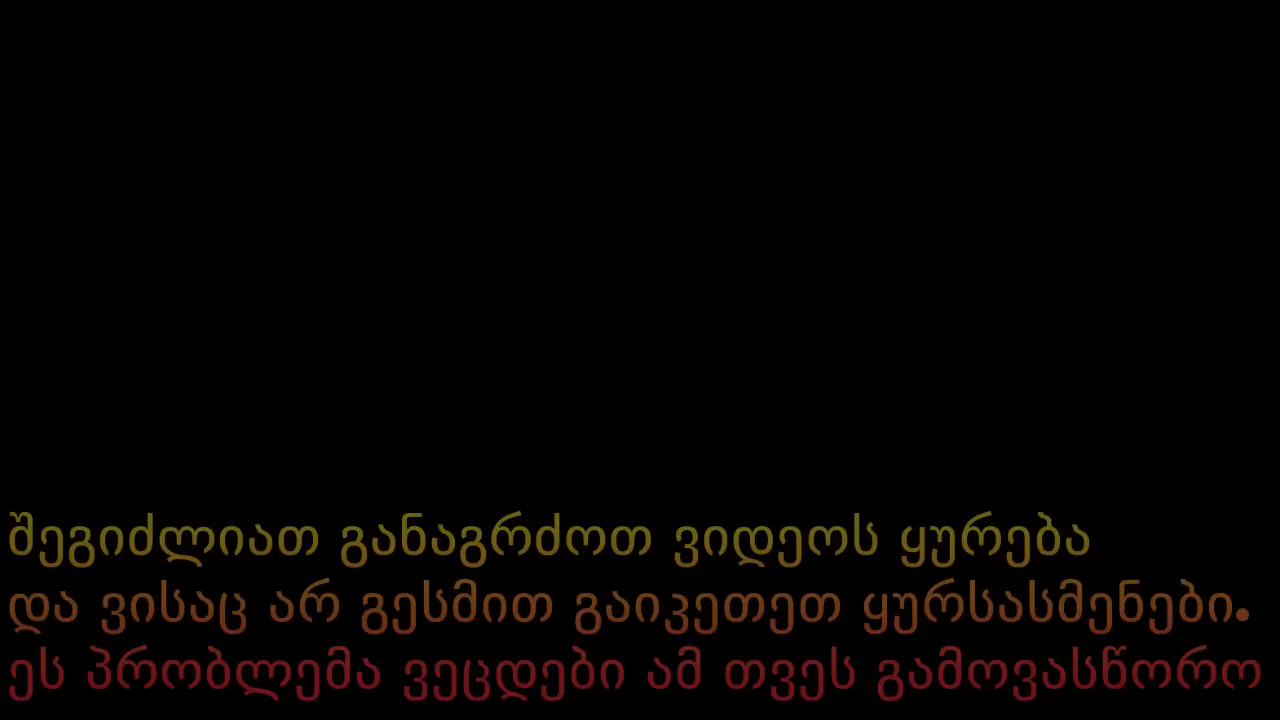 შეგიძლიათ განაგრძოთ ვიდეოს ყურება
და ვისაც არ გესმით გაიკეთეთ ყურსასმენები.
ეს პრობლემა ვეცდები ამ თვეს გამოვასწორო